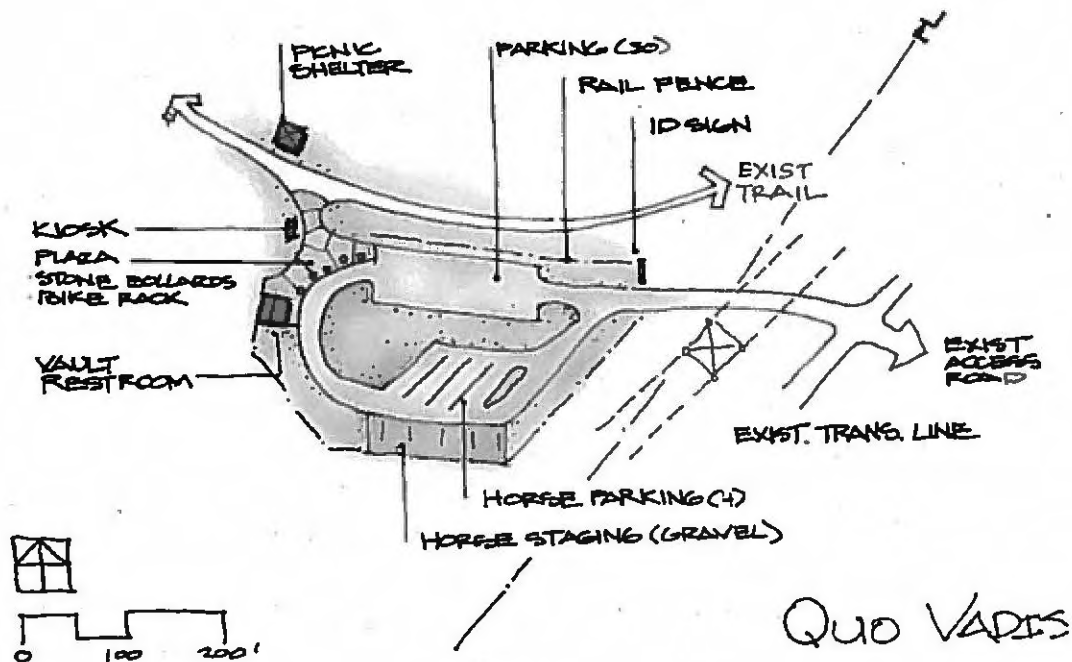 PICNIC
SHELTER
PARKING (30)
RAIL FENCE
ID SIGN
EXIST
TRAIL
KIOSK
PLAZA
STONE BOLLARDS
/BIKE RACK
VAULT
RESTROOM
EXIST
ACCESS
ROAD
EXIST. TRANS. LINE
HORSE PARKING (4)
HORSE STAGING (GRAVEL)
0 100 200'
QUO VADIS